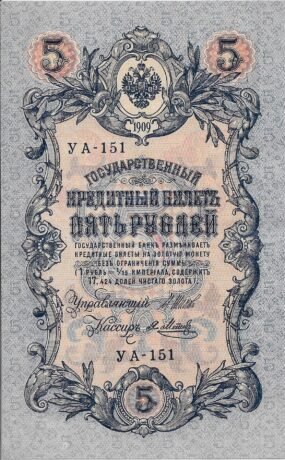 5 5
1909
УА-151
ГОСУДАРСТВЕННЫЙ
КРЕДИТНЫЙ БИЛЕТЪ
ПЯТЬ РУБЛЕЙ
ГОСУДАРСТВЕННЫЙ БАНКЪ РАЗМѢНИВАЕТЪ
КРЕДИТНЫЕ БИЛЕТЫ НА ЗОЛОТУЮ МОНЕТУ
БЕЗЪ ОГРАНИЧЕНІЯ СУММЫ
(1 РУБЛЬ = 1/15 ИМПЕРІАЛА, СОДЕРЖИТЪ
17,424 ДОЛЕЙ ЧИСТАГО ЗОЛОТА).
Управляющій
Кассиръ
УА-151
5